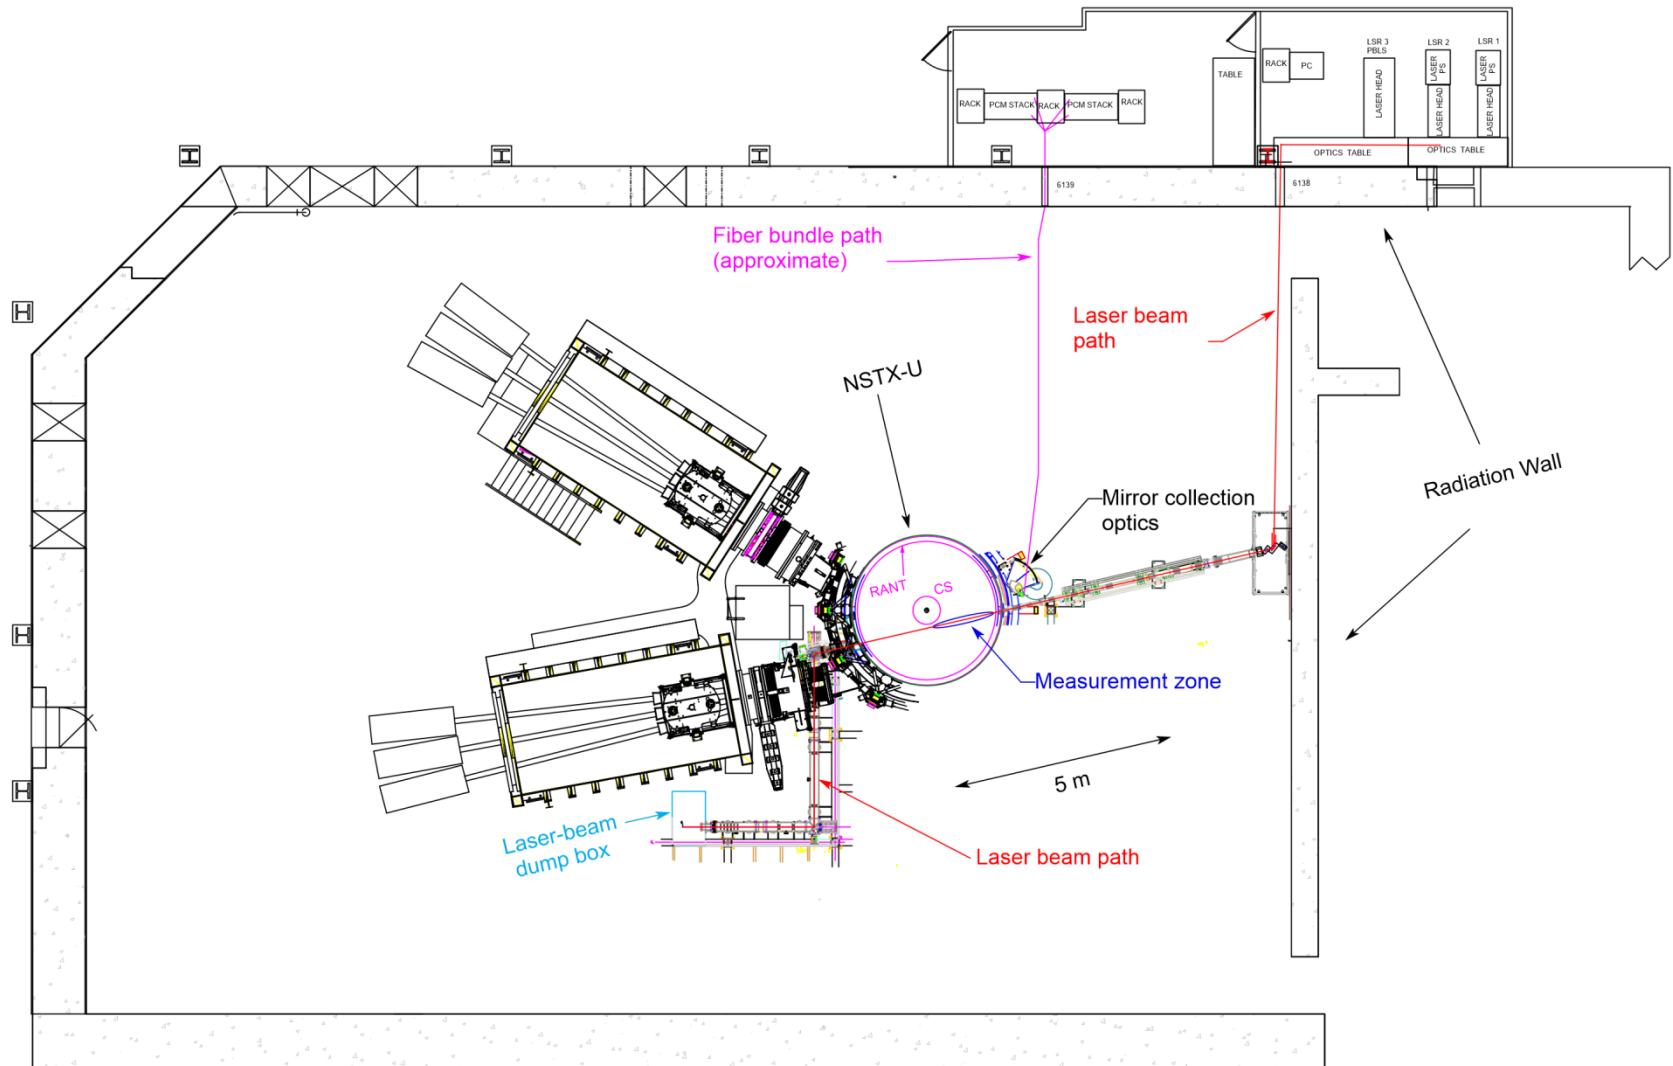 LSR 3
PBLS
LSR 2
LSR 1
TABLE
RACK
PC
LASER HEAD
LASER
PS
LASER HEAD
LASER
PS
LASER HEAD
RACK
PCM STACK
RACK
PCM STACK
RACK
OPTICS TABLE
OPTICS TABLE
6139
6138
Fiber bundle path
(approximate)
Laser beam
path
NSTX-U
Radiation Wall
Mirror collection
optics
RANT
CS
Measurement zone
5 m
Laser-beam
dump box
Laser beam path